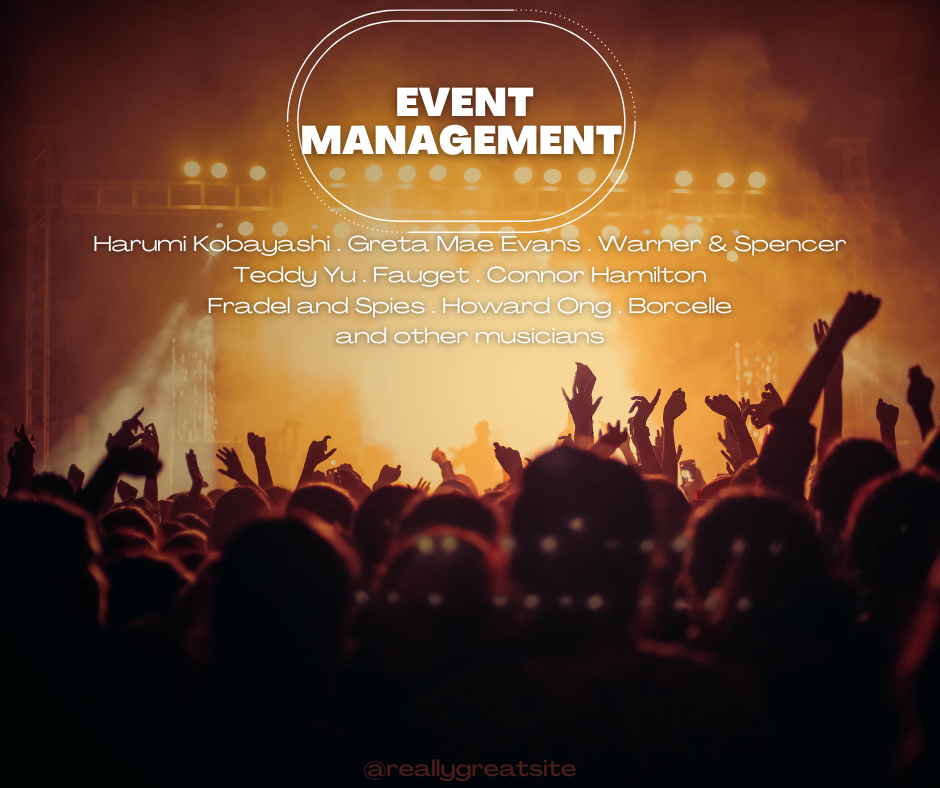 EVENT
MANAGEMENT
Harumi Kobayashi . Greta Mae Evans . Warner & Spencer
Teddy Yu . Fauget . Connor Hamilton
Fradel and Spies . Howard Ong . Borcelle
and other musicians
@reallygreatsite